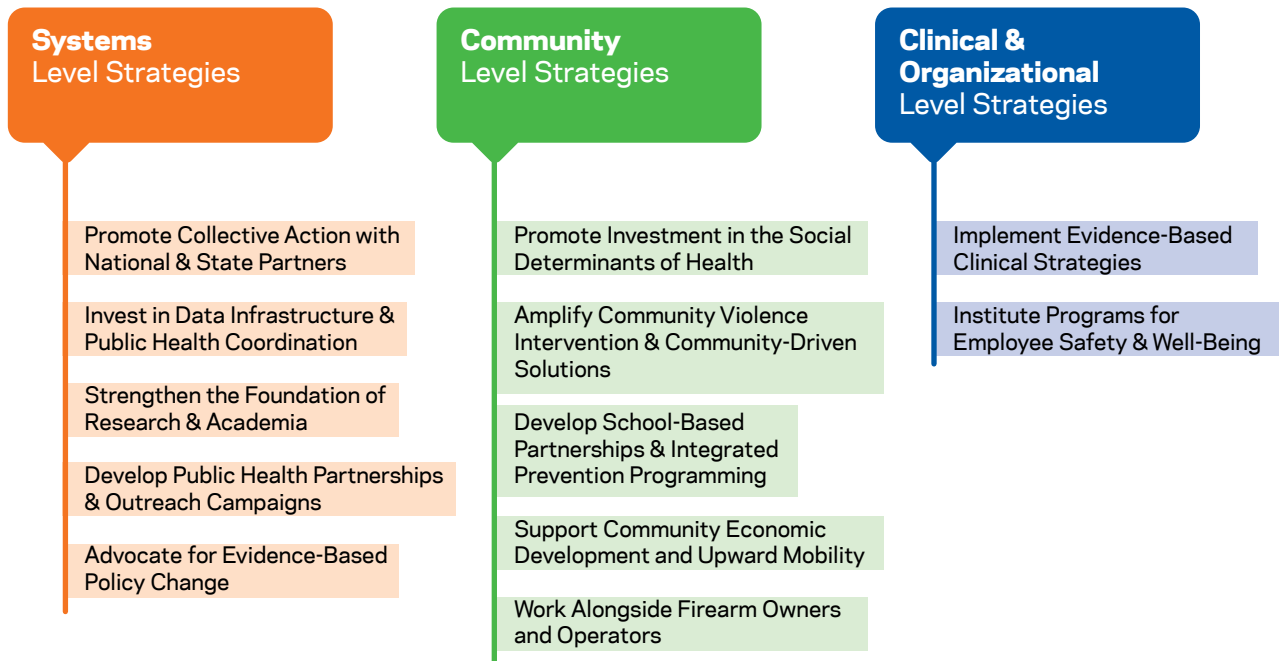 Systems
Level Strategies
Promote Collective Action with
National & State Partners
Invest in Data Infrastructure &
Public Health Coordination
Strengthen the Foundation of
Research & Academia
Develop Public Health Partnerships
& Outreach Campaigns
Advocate for Evidence-Based
Policy Change
Community
Level Strategies
Promote Investment in the Social
Determinants of Health
Amplify Community Violence
Intervention & Community-Driven
Solutions
Develop School-Based
Partnerships & Integrated
Prevention Programming
Support Community Economic
Development and Upward Mobility
Work Alongside Firearm Owners
and Operators
Clinical &
Organizational
Level Strategies
Implement Evidence-Based
Clinical Strategies
Institute Programs for
Employee Safety & Well-Being